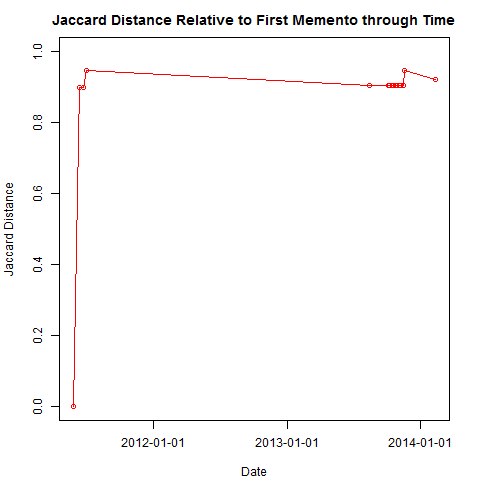 Jaccard Distance Relative to First Memento through Time
Jaccard Distance
1.0
0.8
0.6
0.4
0.2
0.0
2012-01-01 2013-01-01 2014-01-01
Date